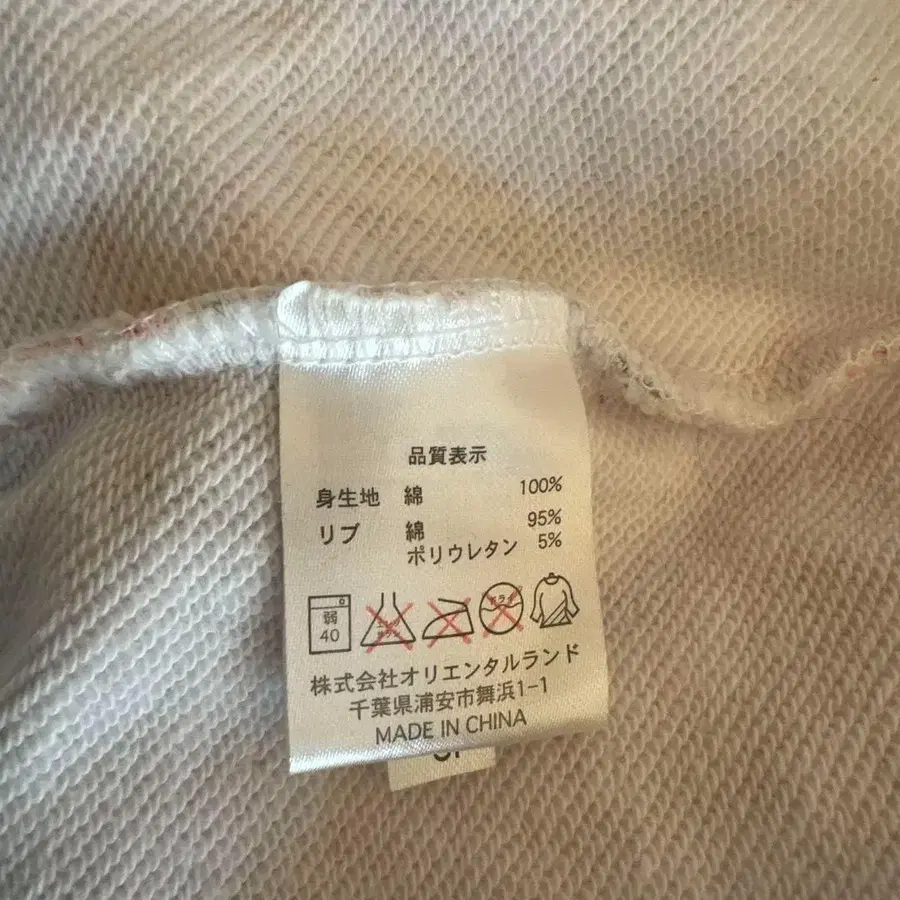 品質表示
身生地 綿 100%
リブ 綿 95%
ポリウレタン 5%
弱
40
株式会社オリエンタルランド
千葉県浦安市舞浜1-1
MADE IN CHINA